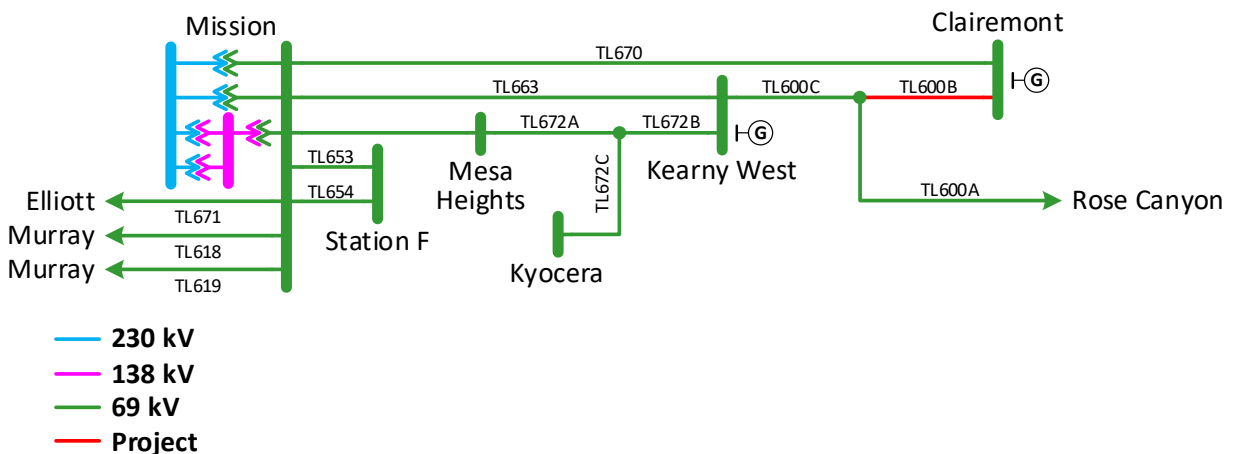 Mission
Clairemont
TL670
TL663
TL600C
TL600B
G
TL672A
TL672B
G
Mesa
Heights
Kearny West
TL653
TL672C
TL654
TL600A
Rose Canyon
Elliott
TL671
Station F
Murray
TL618
Kyocera
Murray
TL619
230 kV
138 kV
69 kV
Project